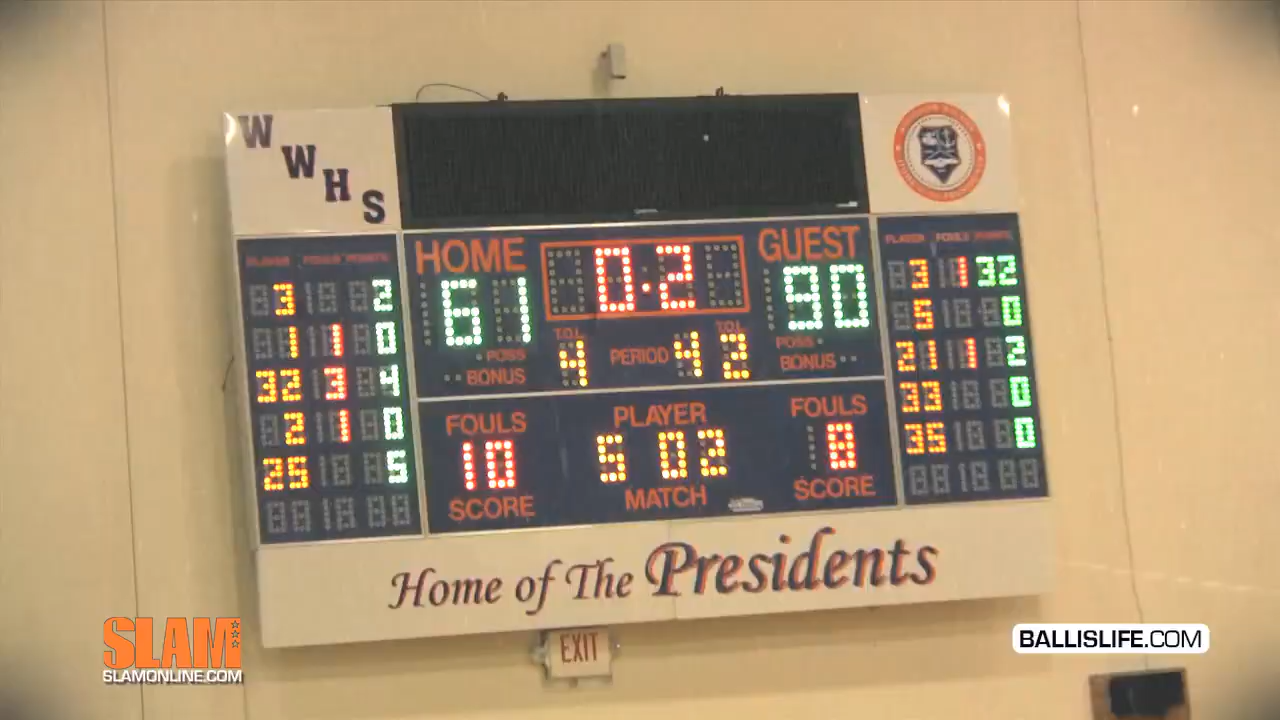 W
W
H
S
PLAYER FOULS POINTS
3 2
1 1 0
32 3 4
2 1 0
25 5
HOME 0.2 GUEST
61 90
T.O.L. T.O.L.
POSS 4 PERIOD 4 2 POSS
BONUS BONUS
FOULS PLAYER FOULS
10 5 02 8
SCORE MATCH SCORE
PLAYER FOULS POINTS
3 1 32
5 0
21 1 2
33 0
35 0
Home of The Presidents
EXIT
SLAM
SLAMONLINE.COM
BALLISLIFE.COM